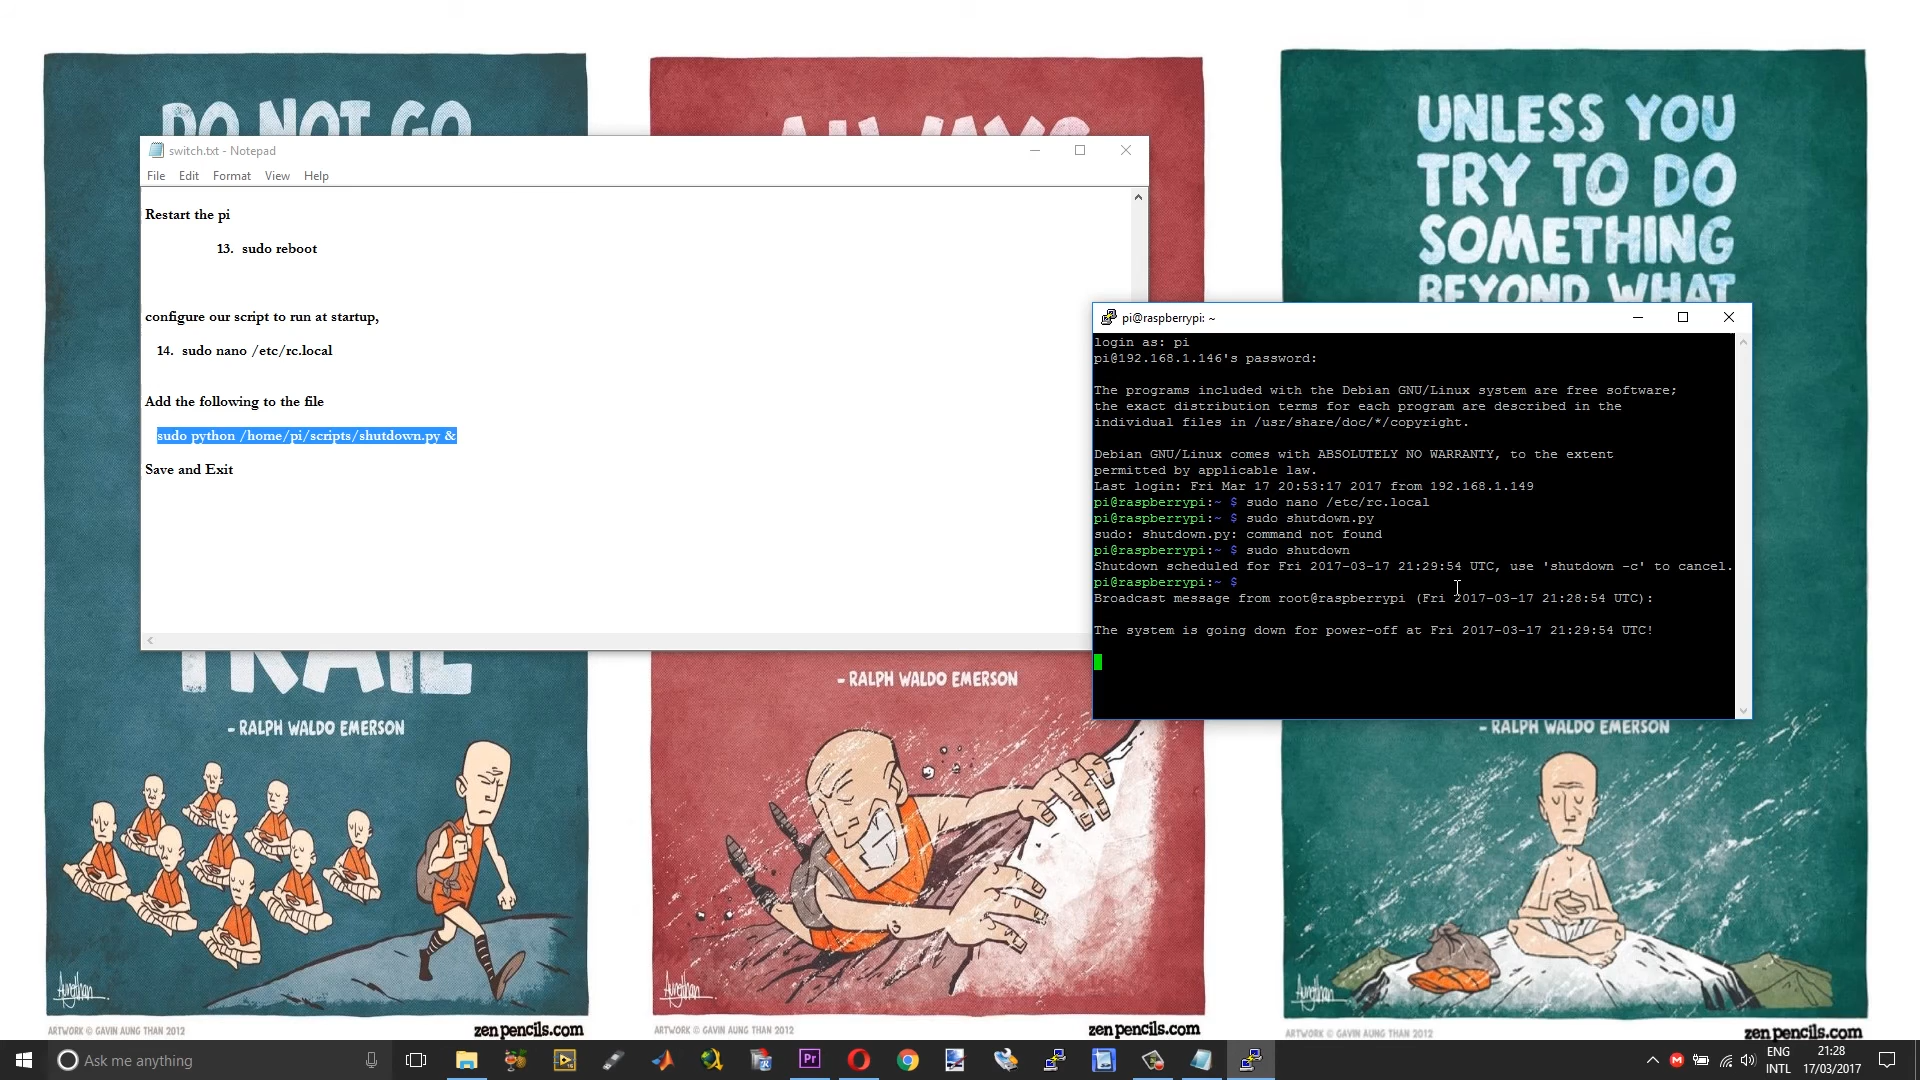 DO NOT GO
ALWAYS
UNLESS YOU
TRY TO DO
SOMETHING
BEYOND WHAT
switch.txt - Notepad
File Edit Format View Help
Restart the pi
13. sudo reboot
configure our script to run at startup,
14. sudo nano /etc/rc.local
Add the following to the file
sudo python /home/pi/scripts/shutdown.py &
Save and Exit
pi@raspberrypi: ~
login as: pi
pi@192.168.1.146's password:
The programs included with the Debian GNU/Linux system are free software;
the exact distribution terms for each program are described in the
individual files in /usr/share/doc/*/copyright.
Debian GNU/Linux comes with ABSOLUTELY NO WARRANTY, to the extent
permitted by applicable law.
Last login: Fri Mar 17 20:53:17 2017 from 192.168.1.149
pi@raspberrypi:~ $ sudo nano /etc/rc.local
pi@raspberrypi:~ $ sudo shutdown.py
sudo: shutdown.py: command not found
pi@raspberrypi:~ $ sudo shutdown
Shutdown scheduled for Fri 2017-03-17 21:29:54 UTC, use 'shutdown -c' to cancel.
pi@raspberrypi:~ $
Broadcast message from root@raspberrypi (Fri 2017-03-17 21:28:54 UTC):
The system is going down for power-off at Fri 2017-03-17 21:29:54 UTC!
TRAIL
- RALPH WALDO EMERSON
- RALPH WALDO EMERSON
- RALPH WALDO EMERSON
ARTWORK © GAVIN AUNG THAN 2012
zenpencils.com
ARTWORK © GAVIN AUNG THAN 2012
zenpencils.com
ARTWORK © GAVIN AUNG THAN 2012
zenpencils.com
Ask me anything
Pr
ENG
INTL
21:28
17/03/2017